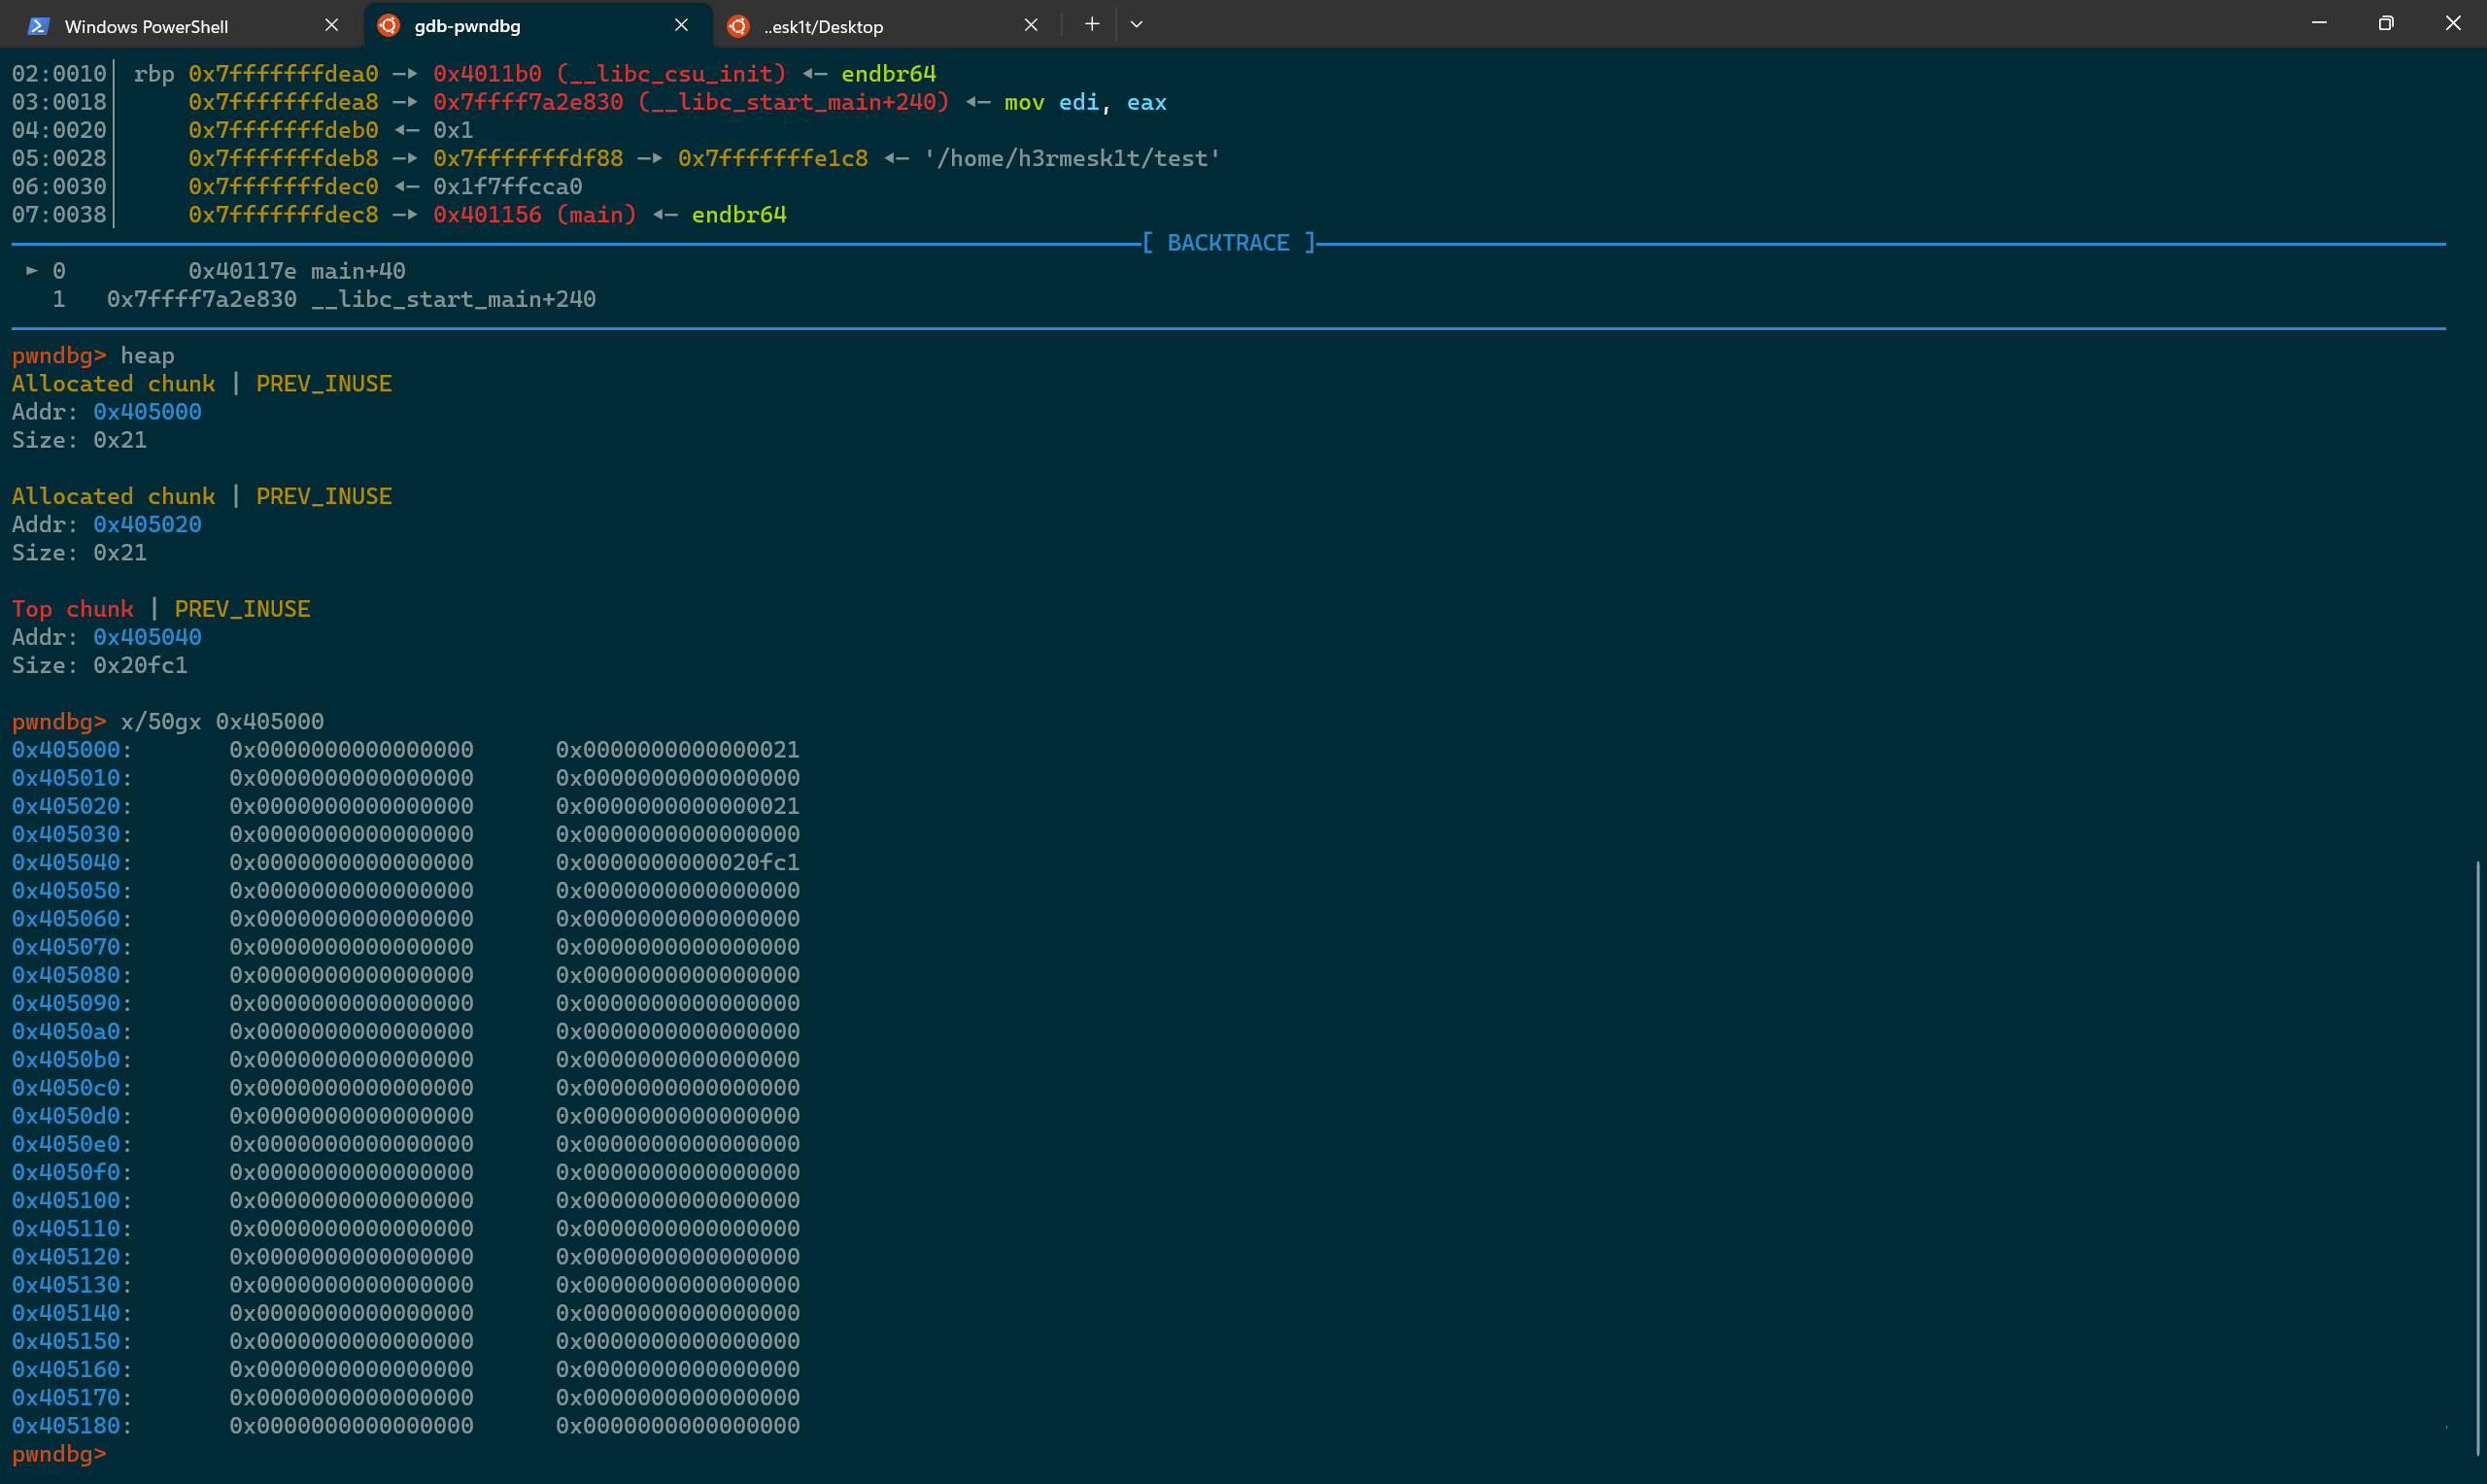 Windows PowerShell
gdb-pwndbg
..esk1t/Desktop
02:0010│ rbp 0x7fffffffdea0 —▸ 0x4011b0 (__libc_csu_init) ◂— endbr64
03:0018│     0x7fffffffdea8 —▸ 0x7ffff7a2e830 (__libc_start_main+240) ◂— mov edi, eax
04:0020│     0x7fffffffdeb0 ◂— 0x1
05:0028│     0x7fffffffdeb8 —▸ 0x7fffffffdf88 —▸ 0x7fffffffe1c8 ◂— '/home/h3rmesk1t/test'
06:0030│     0x7fffffffdec0 ◂— 0x1f7ffcca0
07:0038│     0x7fffffffdec8 —▸ 0x401156 (main) ◂— endbr64
[ BACKTRACE ]
► 0         0x40117e main+40
1   0x7ffff7a2e830 __libc_start_main+240
pwndbg> heap
Allocated chunk | PREV_INUSE
Addr: 0x405000
Size: 0x21
Allocated chunk | PREV_INUSE
Addr: 0x405020
Size: 0x21
Top chunk | PREV_INUSE
Addr: 0x405040
Size: 0x20fc1
pwndbg> x/50gx 0x405000
0x405000:       0x0000000000000000      0x0000000000000021
0x405010:       0x0000000000000000      0x0000000000000000
0x405020:       0x0000000000000000      0x0000000000000021
0x405030:       0x0000000000000000      0x0000000000000000
0x405040:       0x0000000000000000      0x0000000000020fc1
0x405050:       0x0000000000000000      0x0000000000000000
0x405060:       0x0000000000000000      0x0000000000000000
0x405070:       0x0000000000000000      0x0000000000000000
0x405080:       0x0000000000000000      0x0000000000000000
0x405090:       0x0000000000000000      0x0000000000000000
0x4050a0:       0x0000000000000000      0x0000000000000000
0x4050b0:       0x0000000000000000      0x0000000000000000
0x4050c0:       0x0000000000000000      0x0000000000000000
0x4050d0:       0x0000000000000000      0x0000000000000000
0x4050e0:       0x0000000000000000      0x0000000000000000
0x4050f0:       0x0000000000000000      0x0000000000000000
0x405100:       0x0000000000000000      0x0000000000000000
0x405110:       0x0000000000000000      0x0000000000000000
0x405120:       0x0000000000000000      0x0000000000000000
0x405130:       0x0000000000000000      0x0000000000000000
0x405140:       0x0000000000000000      0x0000000000000000
0x405150:       0x0000000000000000      0x0000000000000000
0x405160:       0x0000000000000000      0x0000000000000000
0x405170:       0x0000000000000000      0x0000000000000000
0x405180:       0x0000000000000000      0x0000000000000000
pwndbg>